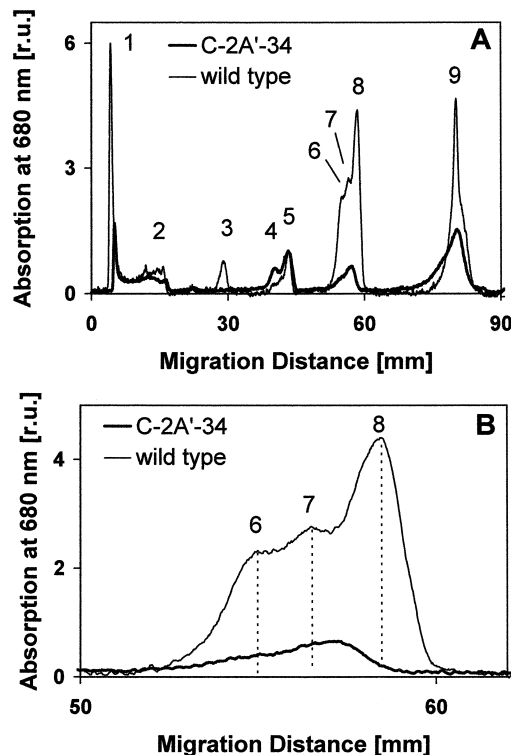 A
C-2A'-34
wild type
Absorption at 680 nm [r.u.]
6
3
0
1
2
3
4
5
6
7
8
9
0
30
60
90
Migration Distance [mm]
B
C-2A'-34
wild type
Absorption at 680 nm [r.u.]
4
2
0
6
7
8
50
60
Migration Distance [mm]